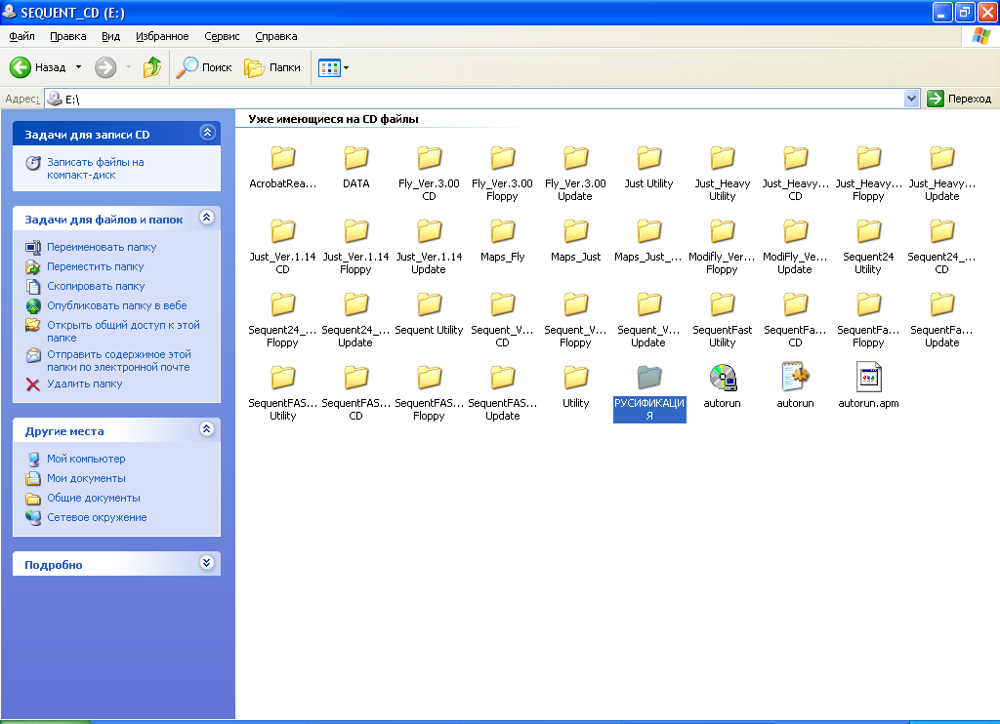 SEQUENT_CD (E:)
Файл Правка Вид Избранное Сервис Справка
Назад Поиск Папки
Адрес: E:\ Переход
Задачи для записи CD
Записать файлы на
компакт-диск
Задачи для файлов и папок
Переименовать папку
Переместить папку
Скопировать папку
Опубликовать папку в вебе
Открыть общий доступ к этой
папке
Отправить содержимое этой
папки по электронной почте
Удалить папку
Другие места
Мой компьютер
Мои документы
Общие документы
Сетевое окружение
Подробно
Уже имеющиеся на CD файлы
AcrobatRea... DATA Fly_Ver.3.00 Fly_Ver.3.00 Fly_Ver.3.00 Just Utility Just_Heavy Just_Heavy... Just_Heavy... Just_Heavy...
CD Floppy Update Utility CD Floppy Update
Just_Ver.1.14 Just_Ver.1.14 Just_Ver.1.14 Maps_Fly Maps_Just Maps_Just_... Modifly_Ver... ModiFly_Ve... Sequent24 Sequent24_...
CD Floppy Update Floppy Update Utility CD
Sequent24_... Sequent24_... Sequent Utility Sequent_V... Sequent_V... Sequent_V... SequentFast SequentFa... SequentFa... SequentFa...
Floppy Update CD Floppy Update Utility CD Floppy Update
SequentFAS... SequentFAS... SequentFAS... SequentFAS... Utility РУСИФИКАЦИ autorun autorun autorun.apm
Utility CD Floppy Update Я